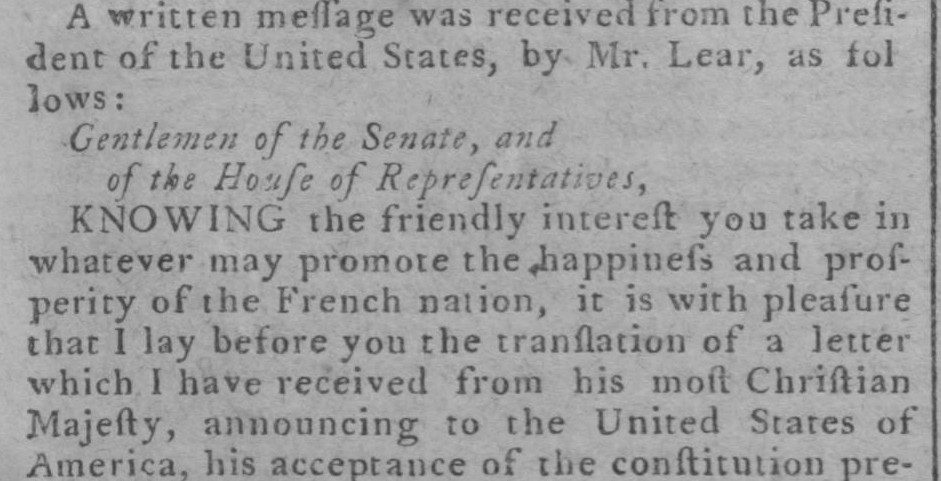 A written meſſage was received from the Preſi-
dent of the United States, by Mr. Lear, as fol
lows:
Gentlemen of the Senate, and
of the Houſe of Repreſentatives,
KNOWING the friendly intereſt you take in
whatever may promote the happineſs and proſ-
perity of the French nation, it is with pleaſure
that I lay before you the tranſlation of a letter
which I have received from his moſt Chriſtian
Majeſty, announcing to the United States of
America, his acceptance of the conſtitution pre-